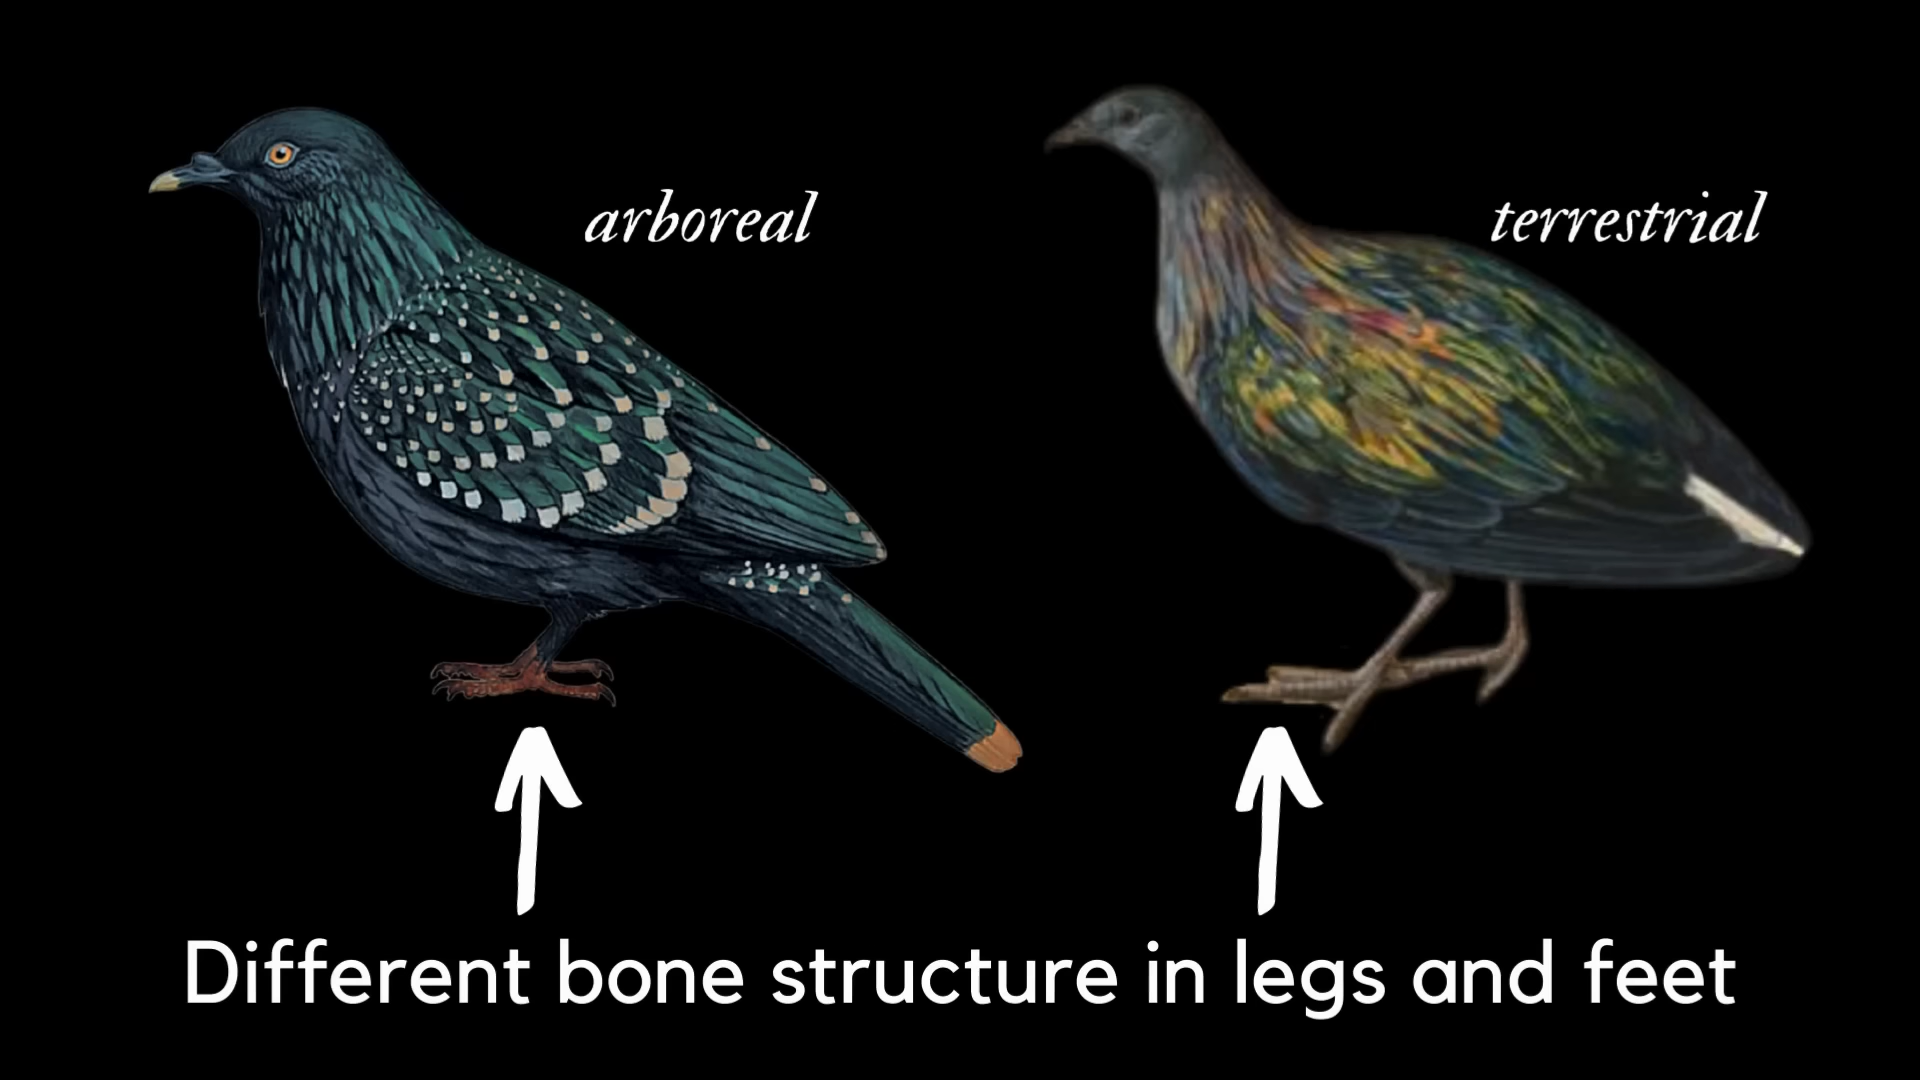 arboreal
terrestrial
Different bone structure in legs and feet